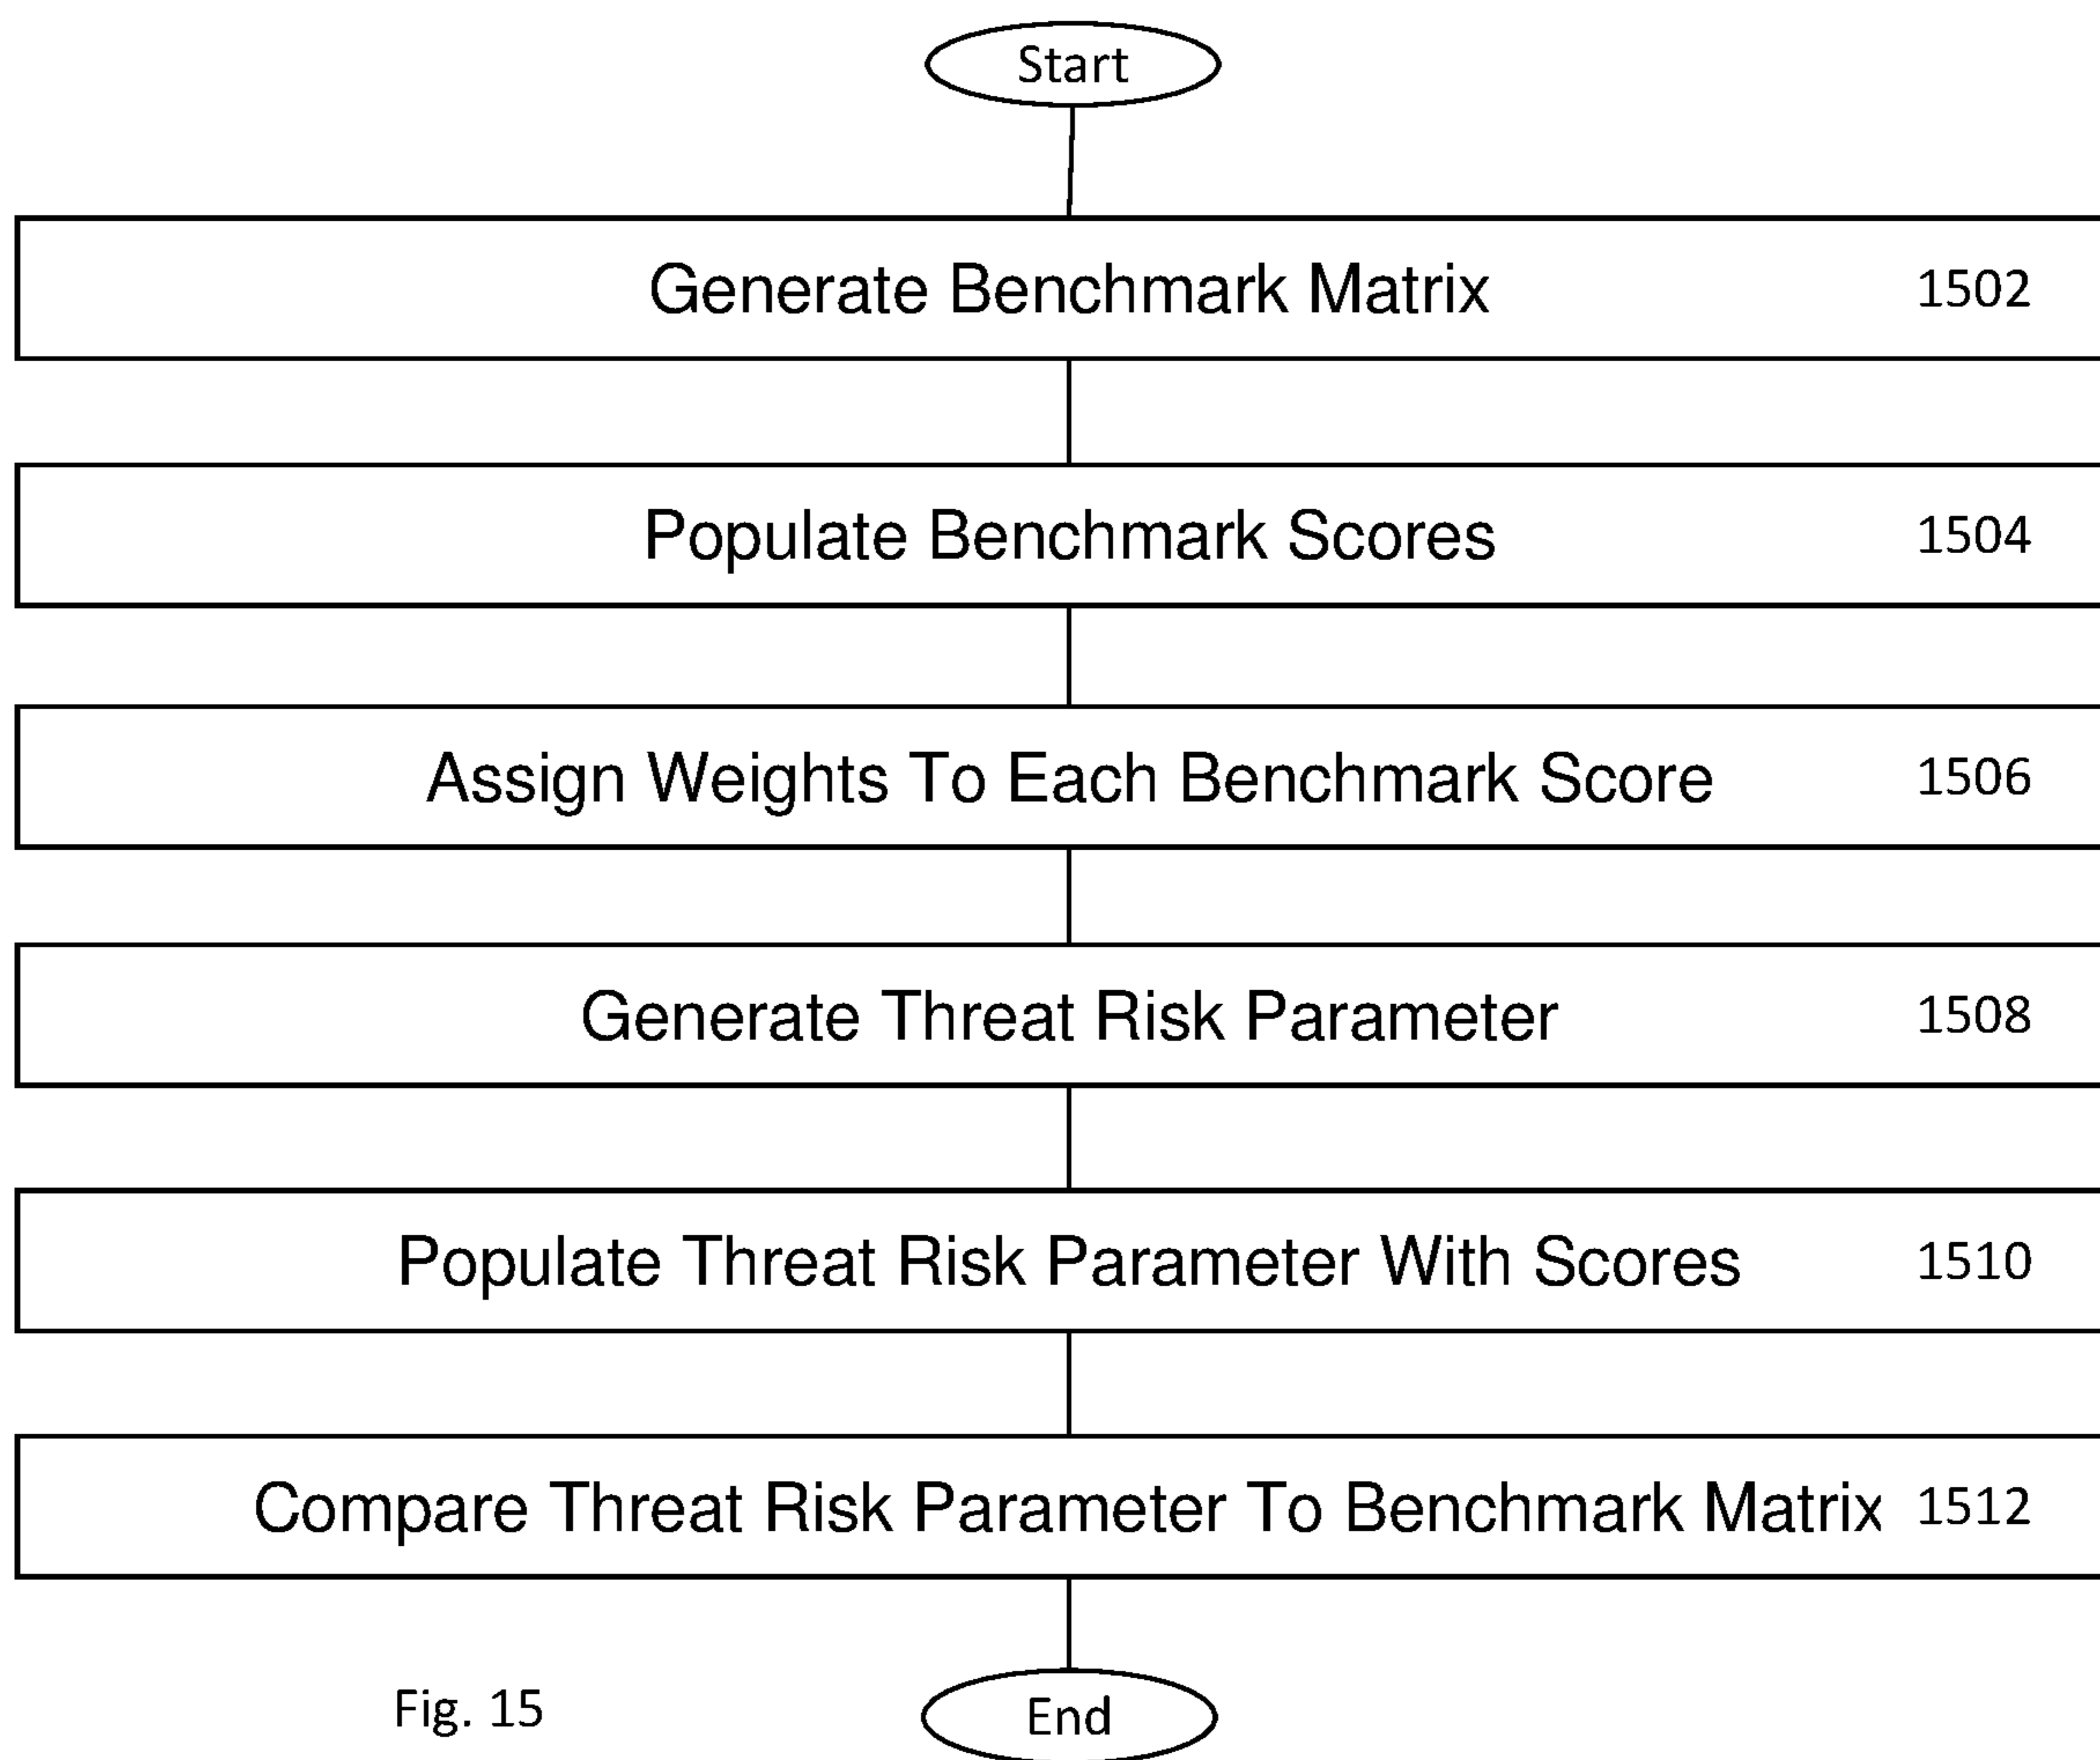 Start
Generate Benchmark Matrix 1502
Populate Benchmark Scores 1504
Assign Weights To Each Benchmark Score 1506
Generate Threat Risk Parameter 1508
Populate Threat Risk Parameter With Scores 1510
Compare Threat Risk Parameter To Benchmark Matrix 1512
Fig. 15
End